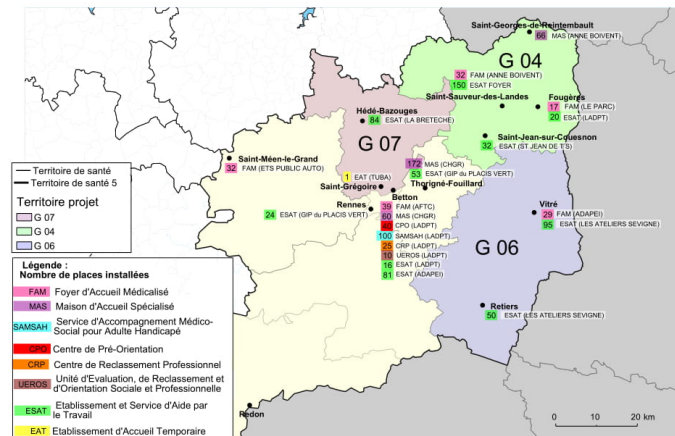 Saint-Georges-de Reintembault
66 MAS (ANNE BOIVENT)
G 04
32 FAM (ANNE BOIVENT)
150 ESAT FOYER
Saint-Sauveur-des-Landes
Fougères
17 FAM (LE PARC)
20 ESAT (LADPT)
Hédé-Bazouges
84 ESAT (LA BRETECHE)
G 07
Saint-Jean-sur-Couesnon
32 ESAT (ST JEAN DE T'S)
Saint-Méen-le-Grand
32 FAM (ETS PUBLIC AUTO)
172 MAS (CHGR)
53 ESAT (GIP du PLACIS VERT)
1 EAT (TUBA)
Saint-Grégoire
Thorigné-Fouillard
Betton
Rennes
24 ESAT (GIP du PLACIS VERT)
39 FAM (AFTC)
60 MAS (CHGR)
40 CPO (LADPT)
100 SAMSAH (LADPT)
25 CRP (LADPT)
10 UEROS (LADPT)
16 ESAT (LADPT)
81 ESAT (ADAPEI)
Vitré
29 FAM (ADAPEI)
95 ESAT (LES ATELIERS SEVIGNE)
G 06
Retiers
50 ESAT (LES ATELIERS SEVIGNE)
Redon
Territoire de santé
Territoire de santé 5
Territoire projet
G 07
G 04
G 06
Légende :
Nombre de places installées
FAM Foyer d'Accueil Médicalisé
MAS Maison d'Accueil Spécialisé
SAMSAH Service d'Accompagnement Médico-
Social pour Adulte Handicapé
CPO Centre de Pré-Orientation
CRP Centre de Reclassement Professionnel
UEROS Unité d'Evaluation, de Reclassement et
d'Orientation Sociale et Professionnelle
ESAT Etablissement et Service d'Aide par
le Travail
EAT Etablissement d'Accueil Temporaire
0 10 20 km